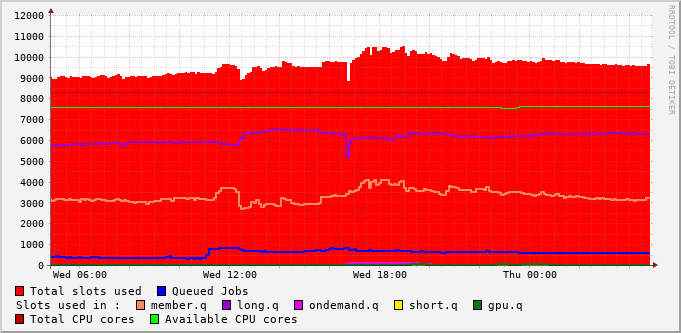 12000
11000
10000
9000
8000
7000
6000
5000
4000
3000
2000
1000
0
Wed 06:00 Wed 12:00 Wed 18:00 Thu 00:00
RRDTOOL / TOBI OETIKER
Total slots used Queued Jobs
Slots used in : member.q long.q ondemand.q short.q gpu.q
Total CPU cores Available CPU cores